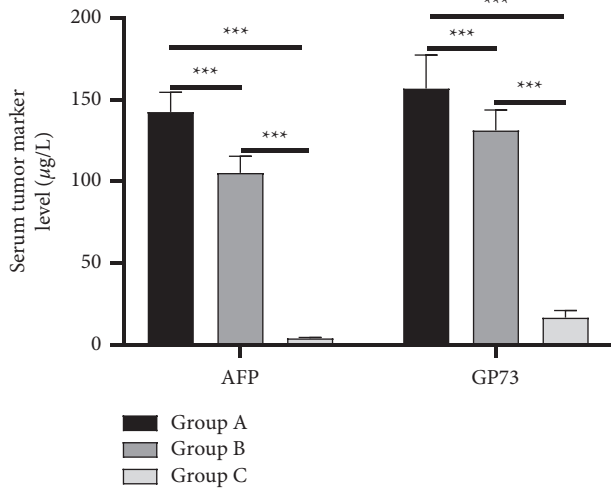 ***
200
***
***
***
150
***
***
100
50
0
Serum tumor marker
level (μg/L)
AFP
GP73
Group A
Group B
Group C